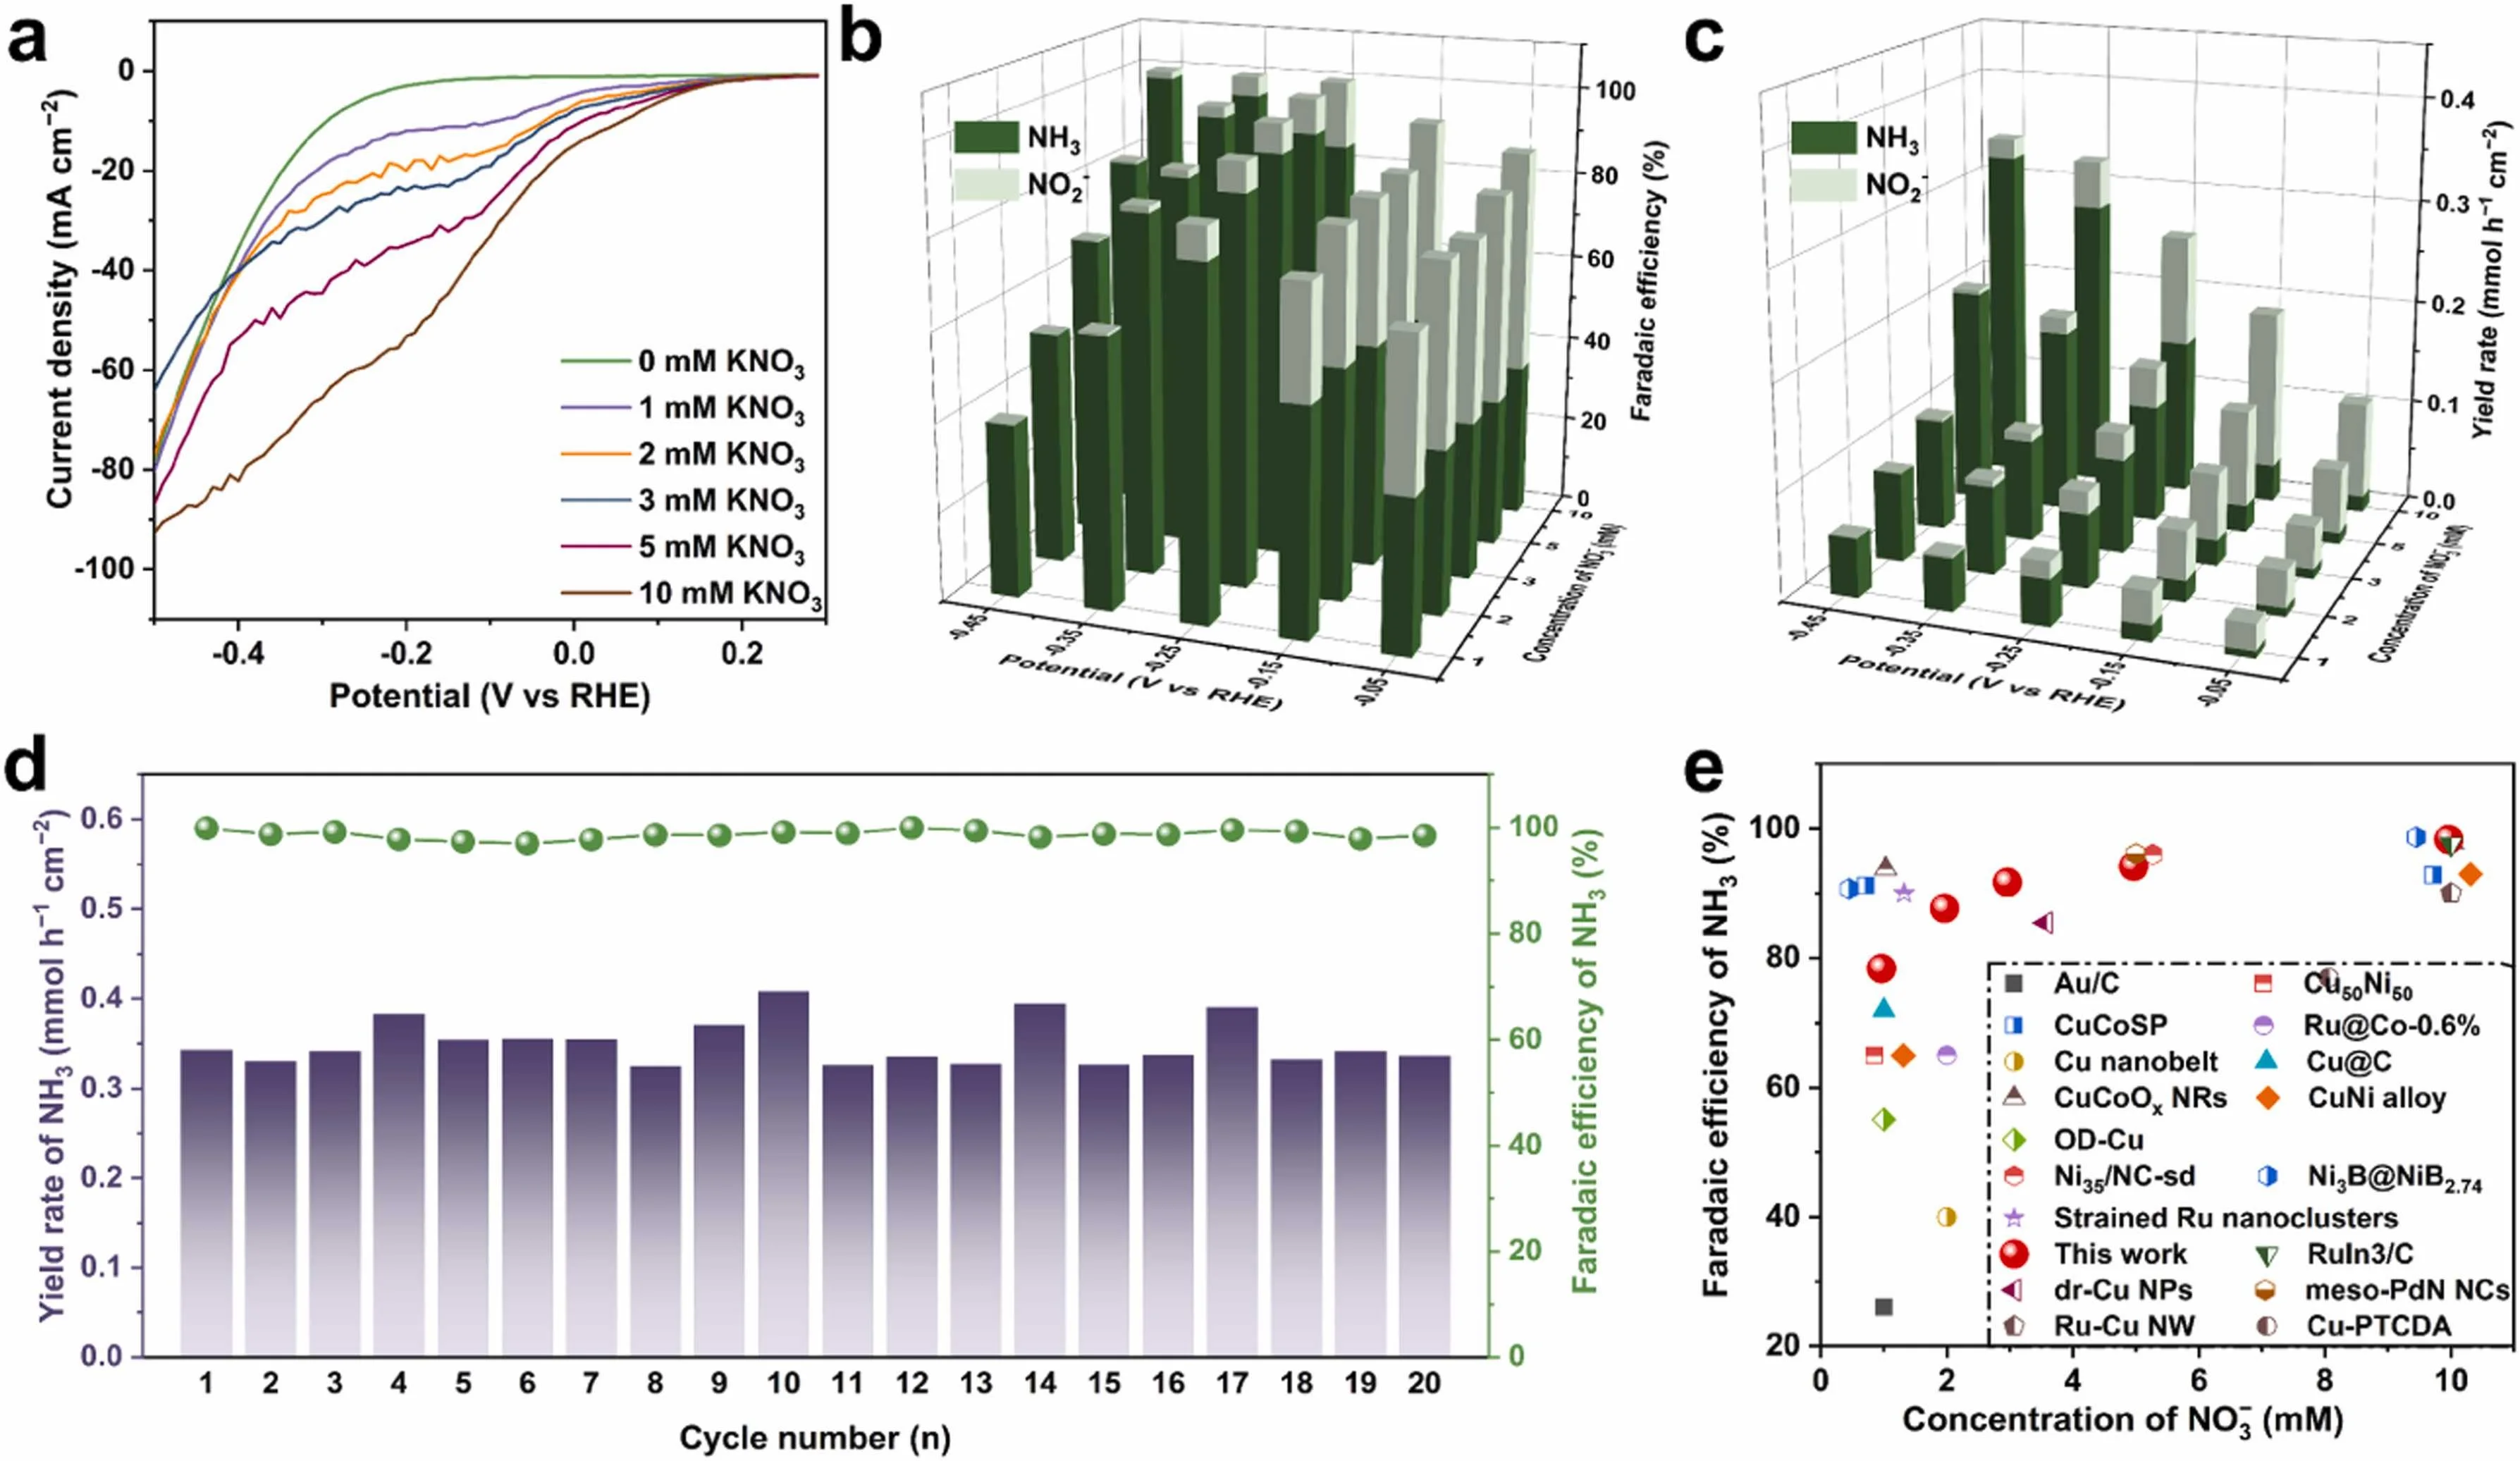 a
0
-20
-40
-60
-80
-100
Current density (mA cm⁻²)
0 mM KNO₃
1 mM KNO₃
2 mM KNO₃
3 mM KNO₃
5 mM KNO₃
10 mM KNO₃
-0.4 -0.2 0.0 0.2
Potential (V vs RHE)
b
NH₃
NO₂⁻
100
80
60
40
20
0
Faradaic efficiency (%)
10
5
3
2
1
Concentration of NO₃⁻ (mM)
-0.45 -0.35 -0.25 -0.15 -0.05
Potential (V vs RHE)
c
NH₃
NO₂⁻
0.4
0.3
0.2
0.1
0.0
Yield rate (mmol h⁻¹ cm⁻²)
10
5
3
2
1
Concentration of NO₃⁻ (mM)
-0.45 -0.35 -0.25 -0.15 -0.05
Potential (V vs RHE)
d
0.6
0.5
0.4
0.3
0.2
0.1
0.0
Yield rate of NH₃ (mmol h⁻¹ cm⁻²)
100
80
60
40
20
0
Faradaic efficiency of NH₃ (%)
1 2 3 4 5 6 7 8 9 10 11 12 13 14 15 16 17 18 19 20
Cycle number (n)
e
100
80
60
40
20
Faradaic efficiency of NH₃ (%)
Au/C Cu₅₀Ni₅₀
CuCoSP Ru@Co-0.6%
Cu nanobelt Cu@C
CuCoOₓ NRs CuNi alloy
OD-Cu
Ni₃₅/NC-sd Ni₃B@NiB₂.₇₄
Strained Ru nanoclusters
This work RuIn3/C
dr-Cu NPs meso-PdN NCs
Ru-Cu NW Cu-PTCDA
0 2 4 6 8 10
Concentration of NO₃⁻ (mM)